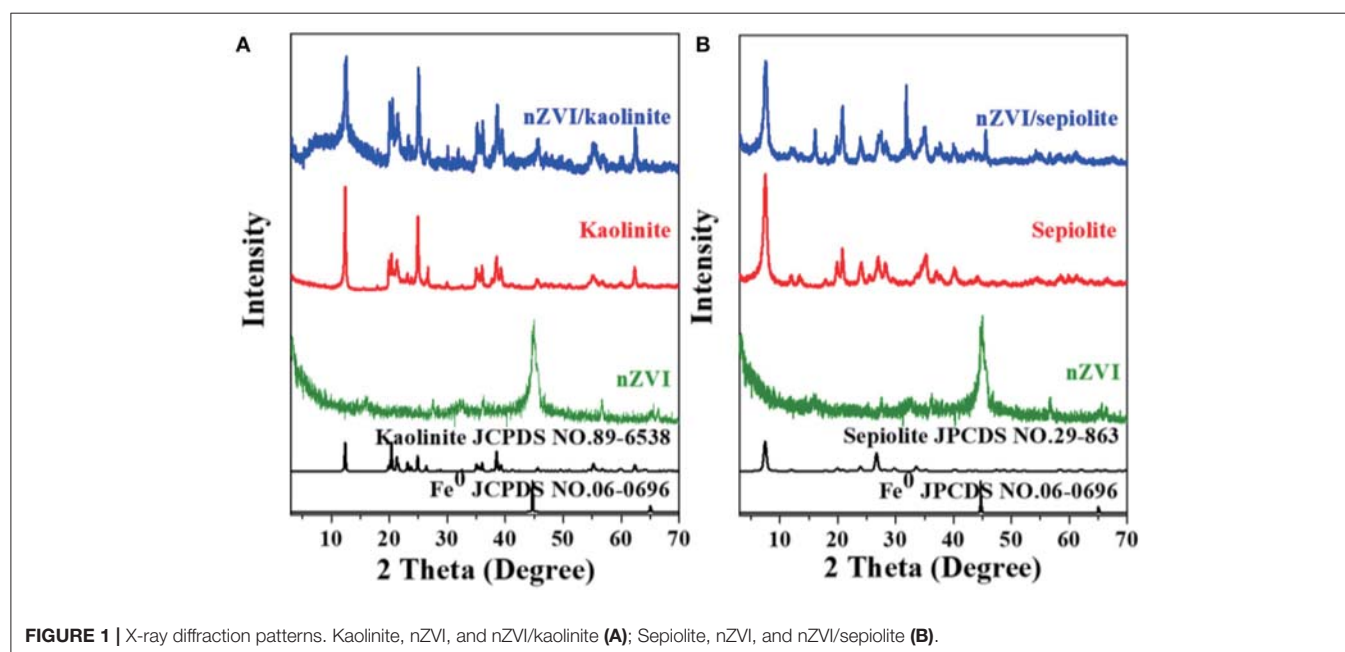 A
nZVI/kaolinite
Kaolinite
nZVI
Kaolinite JCPDS NO.89-6538
Fe⁰ JCPDS NO.06-0696
Intensity
10 20 30 40 50 60 70
2 Theta (Degree)
B
nZVI/sepiolite
Sepiolite
nZVI
Sepiolite JPCDS NO.29-863
Fe⁰ JPCDS NO.06-0696
Intensity
10 20 30 40 50 60 70
2 Theta (Degree)
FIGURE 1 | X-ray diffraction patterns. Kaolinite, nZVI, and nZVI/kaolinite (A); Sepiolite, nZVI, and nZVI/sepiolite (B).